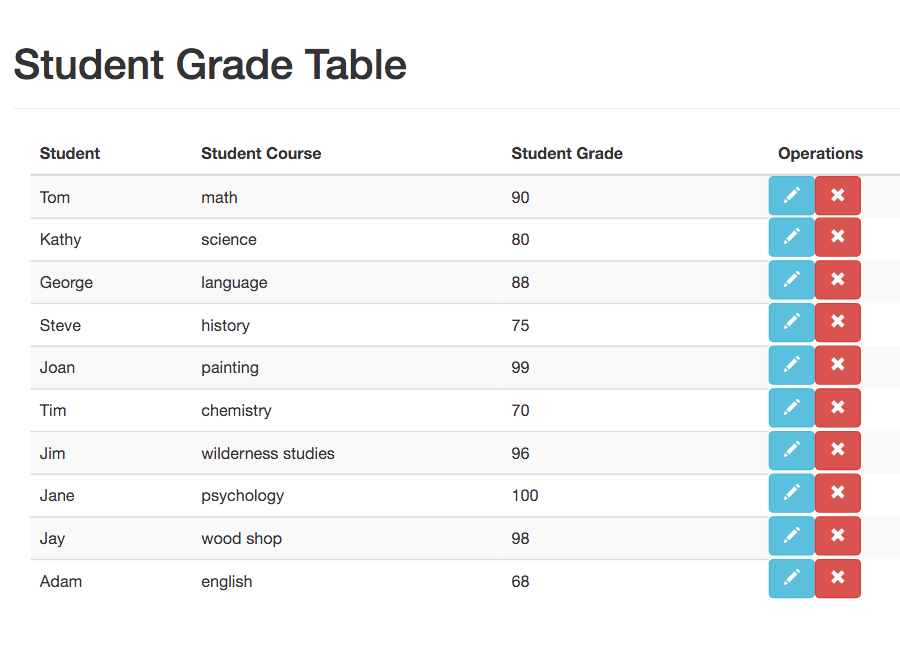 Student Grade Table
Student Student Course Student Grade Operations
Tom math 90
Kathy science 80
George language 88
Steve history 75
Joan painting 99
Tim chemistry 70
Jim wilderness studies 96
Jane psychology 100
Jay wood shop 98
Adam english 68